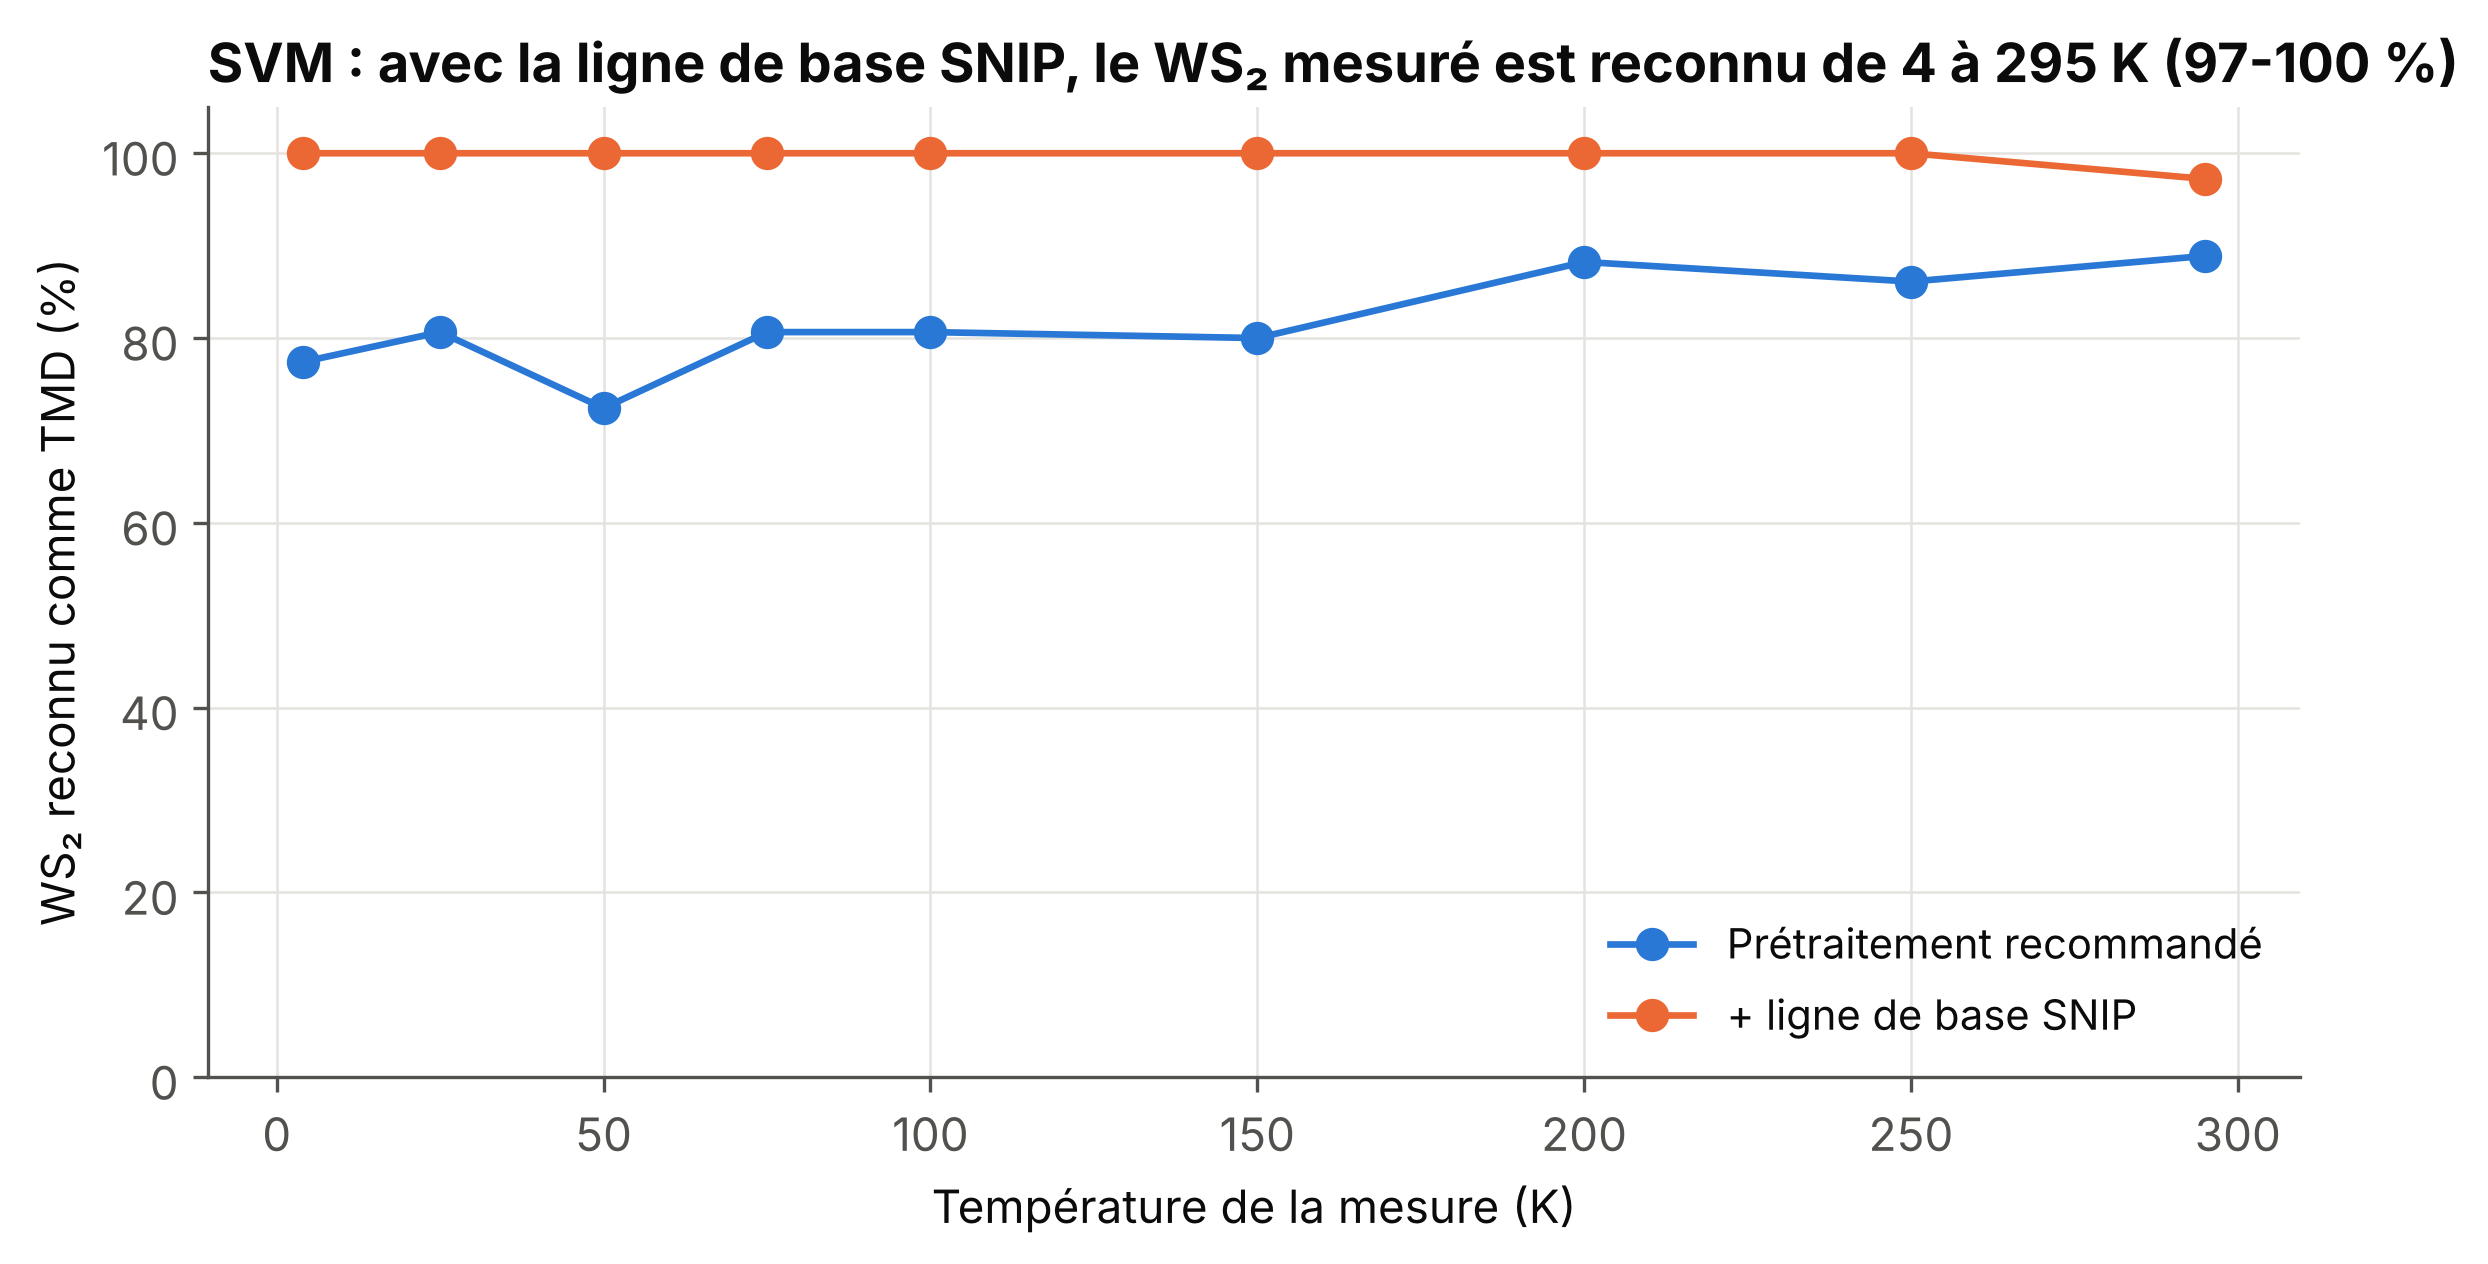 SVM : avec la ligne de base SNIP, le WS₂ mesuré est reconnu de 4 à 295 K (97-100 %)
WS₂ reconnu comme TMD (%)
100
80
60
40
20
0
Prétraitement recommandé
+ ligne de base SNIP
0 50 100 150 200 250 300
Température de la mesure (K)